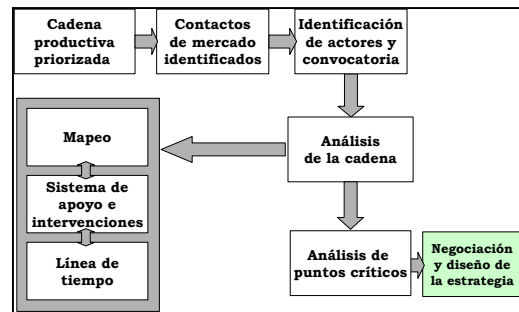 Cadena
productiva
priorizada
Contactos
de mercado
identificados
Identificación
de actores y
convocatoria
Mapeo
Análisis
de la cadena
Sistema de
apoyo e
intervenciones
Línea de
tiempo
Análisis de
puntos críticos
Negociación
y diseño de
la estrategia